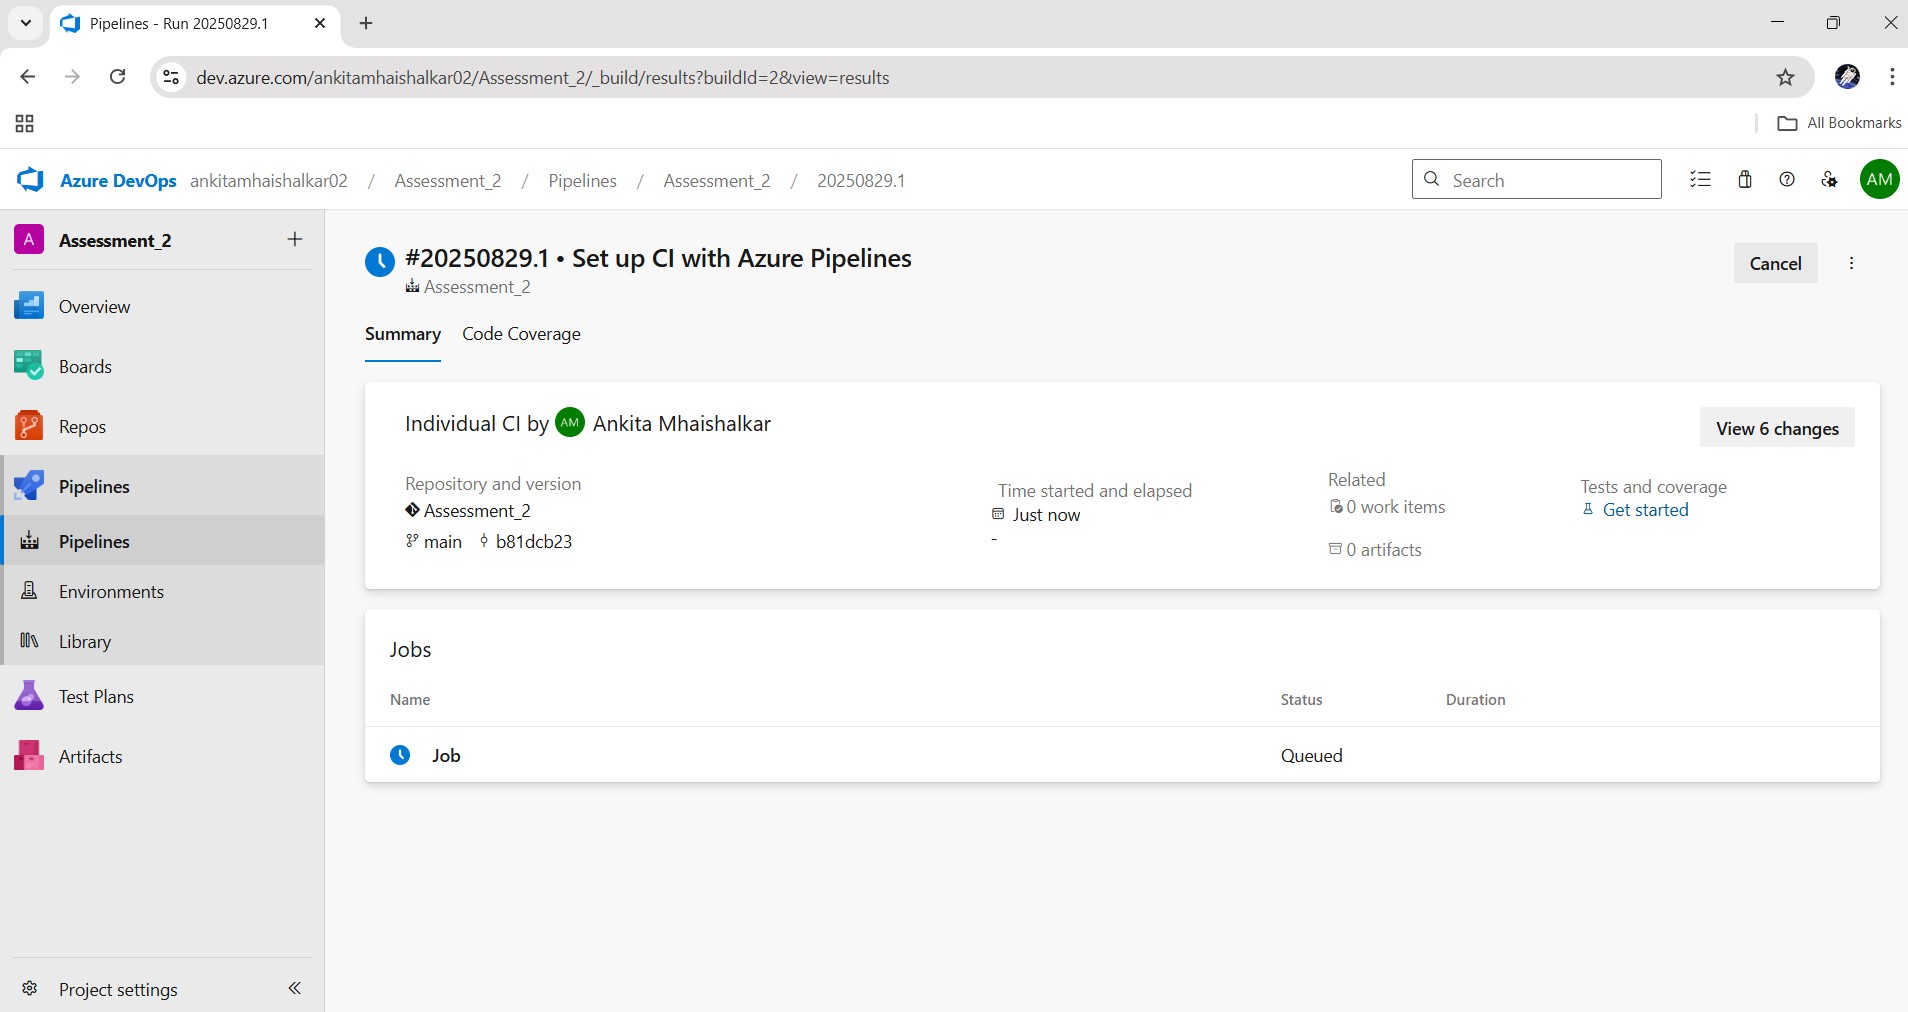 Pipelines - Run 20250829.1
dev.azure.com/ankitamhaishalkar02/Assessment_2/_build/results?buildId=2&view=results
All Bookmarks
Azure DevOps ankitamhaishalkar02 / Assessment_2 / Pipelines / Assessment_2 / 20250829.1
Search
AM
A Assessment_2
Overview
Boards
Repos
Pipelines
Pipelines
Environments
Library
Test Plans
Artifacts
Project settings
#20250829.1 • Set up CI with Azure Pipelines
Assessment_2
Cancel
Summary Code Coverage
Individual CI by AM Ankita Mhaishalkar
View 6 changes
Repository and version
Assessment_2
main b81dcb23
Time started and elapsed
Just now
-
Related
0 work items
0 artifacts
Tests and coverage
Get started
Jobs
Name Status Duration
Job Queued